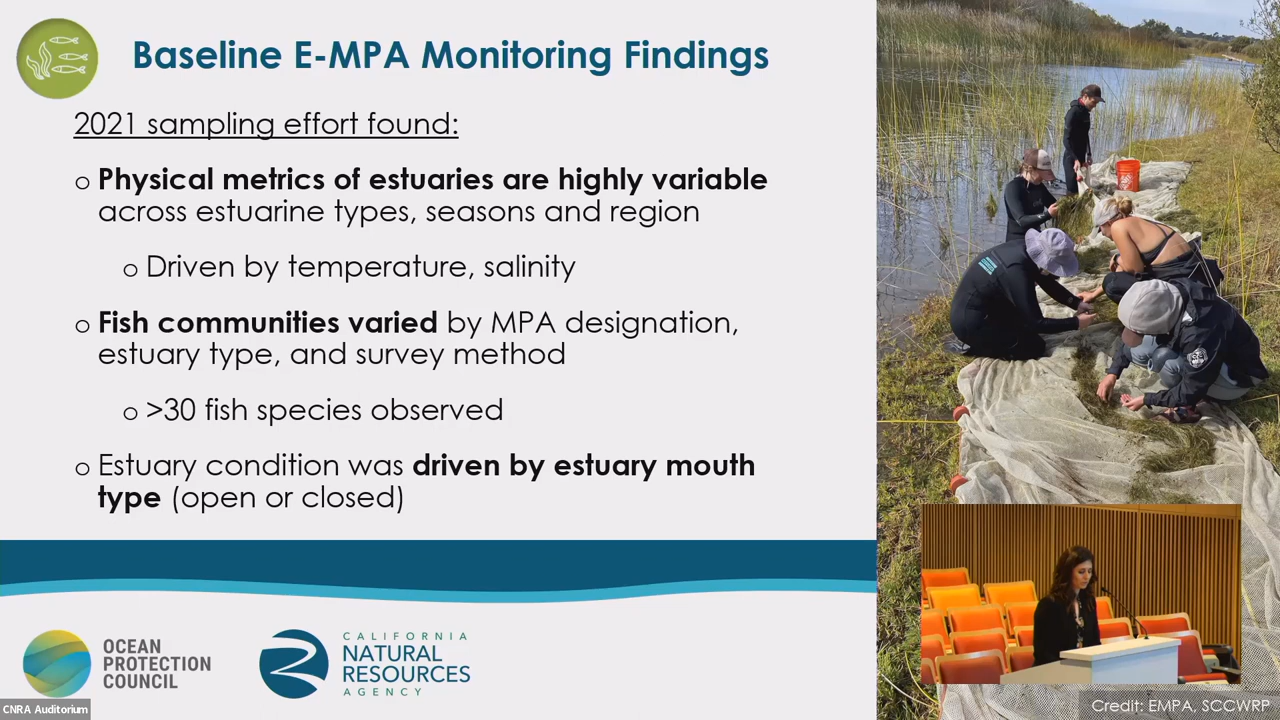 Baseline E-MPA Monitoring Findings
2021 sampling effort found:
o Physical metrics of estuaries are highly variable
across estuarine types, seasons and region
o Driven by temperature, salinity
o Fish communities varied by MPA designation,
estuary type, and survey method
o >30 fish species observed
o Estuary condition was driven by estuary mouth
type (open or closed)
OCEAN
PROTECTION
COUNCIL
CALIFORNIA
NATURAL
RESOURCES
AGENCY
CNRA Auditorium
Credit: EMPA, SCCWRP